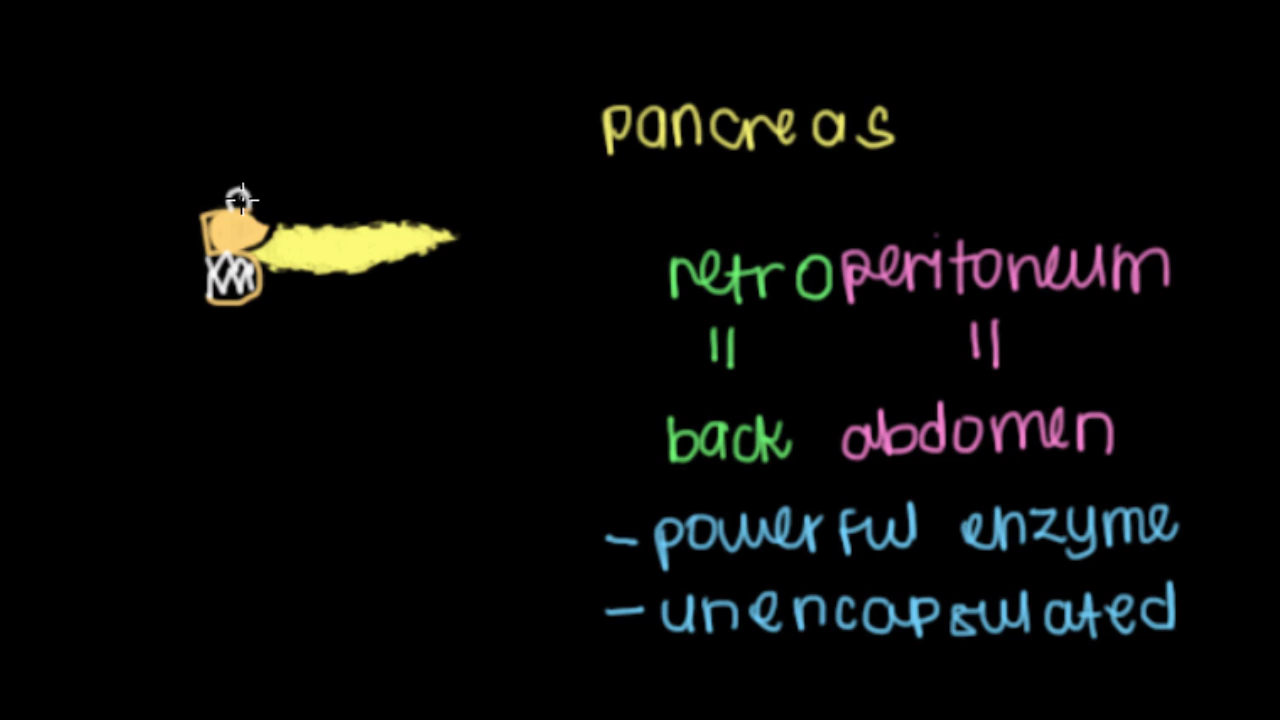 pancreas
retroperitoneum
= =
back abdomen
- powerful enzyme
- unencapsulated